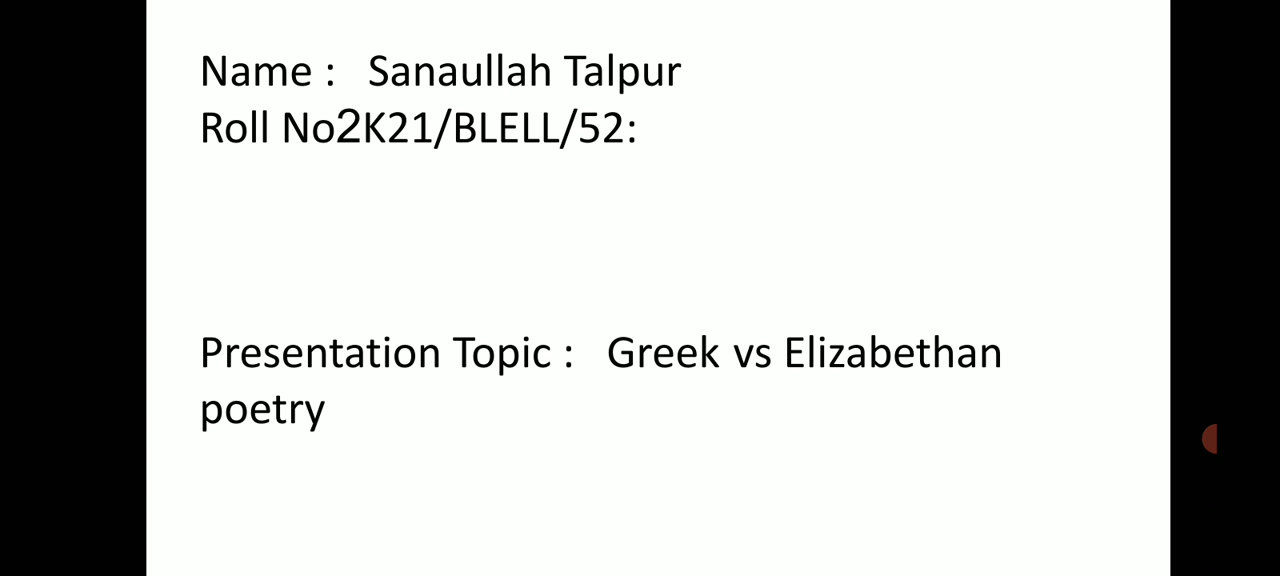 Name :   Sanaullah Talpur
Roll No2K21/BLELL/52:
Presentation Topic :   Greek vs Elizabethan
poetry